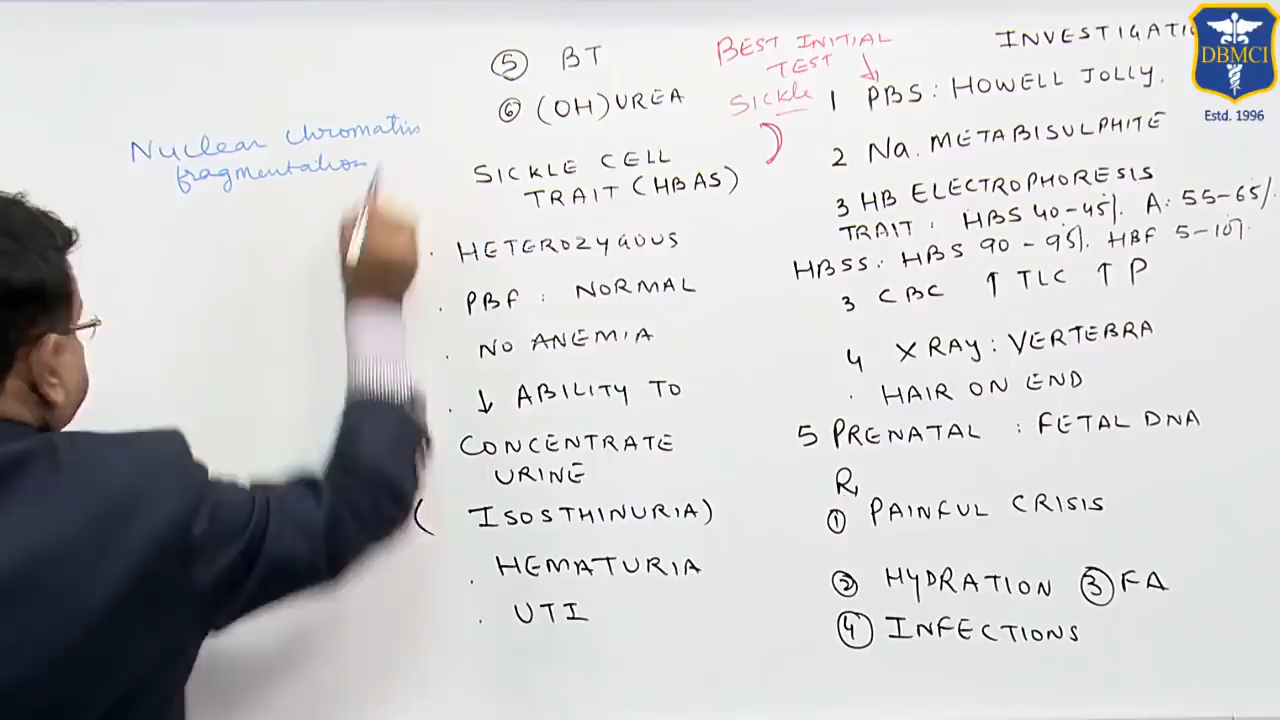 Nuclear chromatin
fragmentation
⑤ BT
⑥ (OH) UREA
SICKLE CELL
TRAIT (HBAS)
. HETEROZYGOUS
. PBF : NORMAL
. NO ANEMIA
. ↓ ABILITY TO
CONCENTRATE
URINE
( ISOSTHINURIA)
. HEMATURIA
. UTI
BEST INITIAL
TEST
Sickle
INVESTIGATI
1 PBS : HOWELL JOLLY.
2 Na. METABISULPHITE
3 HB ELECTROPHORESIS
TRAIT : HBS 40-45%. A: 55-65%.
HBSS: HBS 90-95%. HBF 5-10%.
3 CBC ↑ TLC ↑ P
4 X RAY: VERTEBRA
. HAIR ON END
5 PRENATAL : FETAL DNA
Rx
① PAINFUL CRISIS
② HYDRATION ③ FA
④ INFECTIONS
DBMCI
Estd. 1996